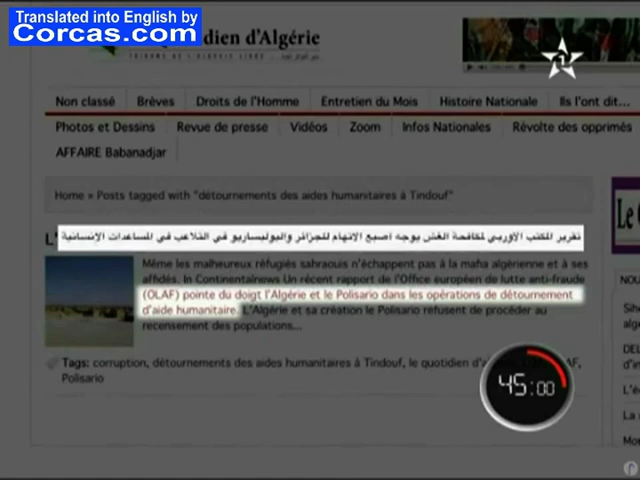 Translated into English by
Corcas.com
dien d'Algérie
Non classé Brèves Droits de l'Homme Entretien du Mois Histoire Nationale Ils l'ont dit...
Photos et Dessins Revue de presse Vidéos Zoom Infos Nationales Révolte des opprimés
AFFAIRE Babanadjar
Home » Posts tagged with "détournements des aides humanitaires à Tindouf"
تقرير المكتب الأوربي لمكافحة الغش يوجه أصبع الاتهام للجزائر والبوليساريو في التلاعب في المساعدات الإنسانية
Même les malheureux réfugiés sahraouis n'échappent pas à la mafia algérienne et à ses
affidés. In Continentalnews Un récent rapport de l'Office européen de lutte anti-fraude
(OLAF) pointe du doigt l'Algérie et le Polisario dans les opérations de détournement
d'aide humanitaire. L'Algérie et sa création le Polisario refusent de procéder au
recensement des populations...
Tags: corruption, détournements des aides humanitaires à Tindouf, le quotidien
Polisario
45:00
Le
NOUS